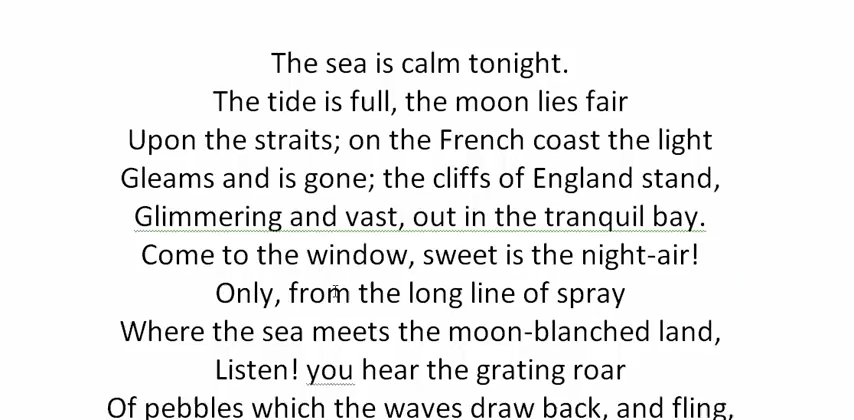 The sea is calm tonight.
The tide is full, the moon lies fair
Upon the straits; on the French coast the light
Gleams and is gone; the cliffs of England stand,
Glimmering and vast, out in the tranquil bay.
Come to the window, sweet is the night-air!
Only, from the long line of spray
Where the sea meets the moon-blanched land,
Listen! you hear the grating roar
Of pebbles which the waves draw back, and fling,